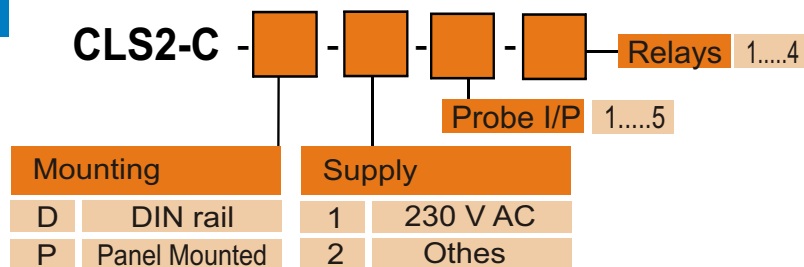 CLS2-C - - - -
Relays 1.....4
Probe I/P 1.....5
Mounting
D DIN rail
P Panel Mounted
Supply
1 230 V AC
2 Othes